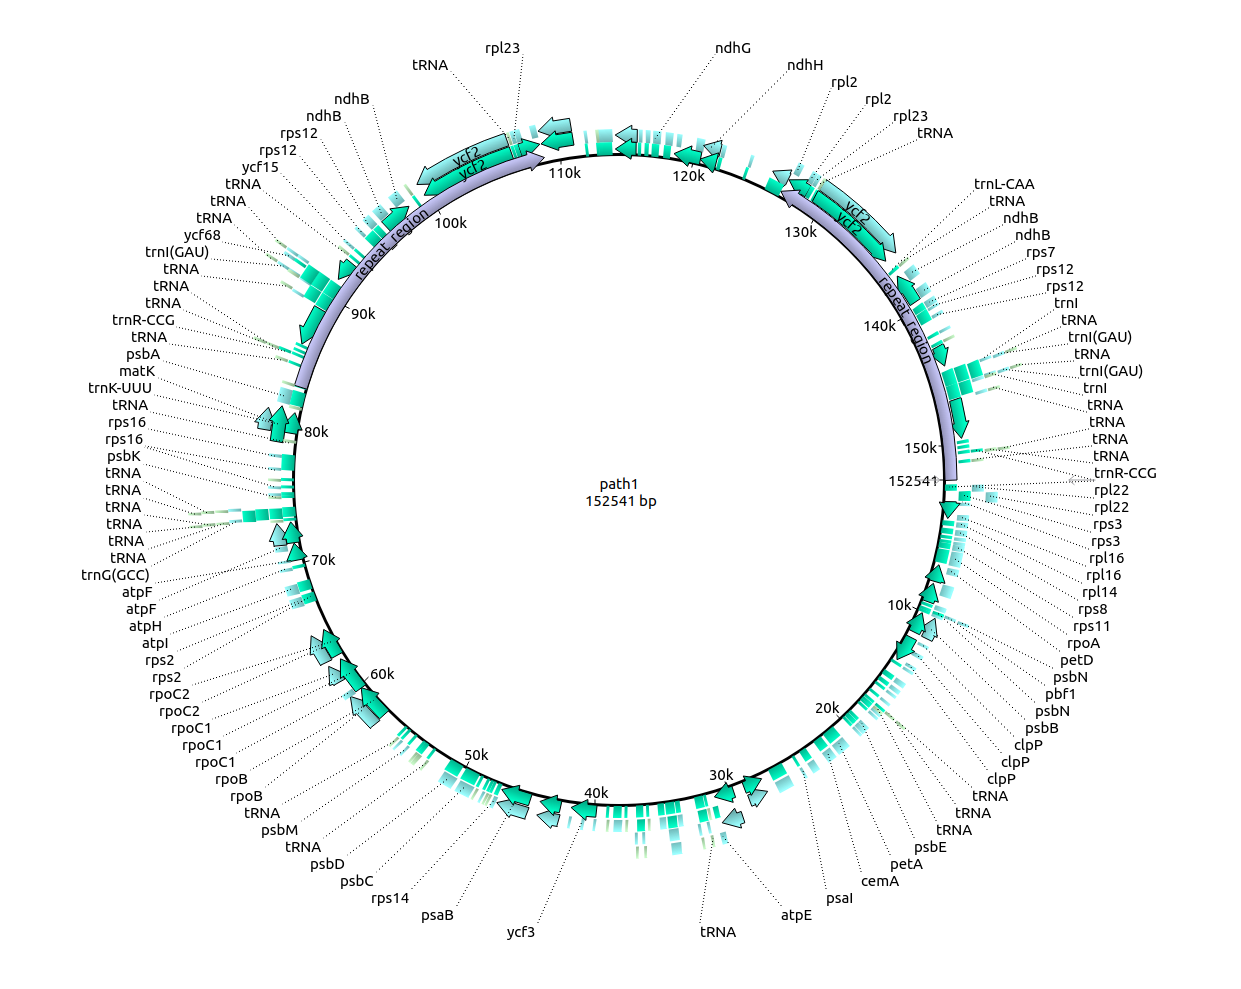 rpl23
tRNA
ndhB
ndhB
rps12
rps12
ycf15
tRNA
tRNA
tRNA
ycf68
trnI(GAU)
tRNA
tRNA
tRNA
trnR-CCG
tRNA
psbA
matK
trnK-UUU
tRNA
rps16
rps16
psbK
tRNA
tRNA
tRNA
tRNA
tRNA
tRNA
trnG(GCC)
atpF
atpF
atpH
atpI
rps2
rps2
rpoC2
rpoC2
rpoC1
rpoC1
rpoC1
rpoB
rpoB
tRNA
psbM
tRNA
psbD
psbC
rps14
psaB
ycf3
ndhG
ndhH
rpl2
rpl2
rpl23
tRNA
trnL-CAA
tRNA
ndhB
ndhB
rps7
rps12
rps12
trnI
tRNA
trnI(GAU)
tRNA
trnI(GAU)
trnI
tRNA
tRNA
tRNA
tRNA
trnR-CCG
rpl22
rpl22
rps3
rps3
rpl16
rpl16
rpl14
rps8
rps11
rpoA
petD
psbN
pbf1
psbN
psbB
clpP
clpP
clpP
tRNA
tRNA
tRNA
psbE
petA
cemA
psaI
atpE
tRNA
ycf2
ycf2
repeat_region
ycf2
ycf2
repeat_region
110k
120k
100k
130k
90k
140k
80k
150k
152541
70k
10k
60k
20k
50k
30k
40k
path1
152541 bp